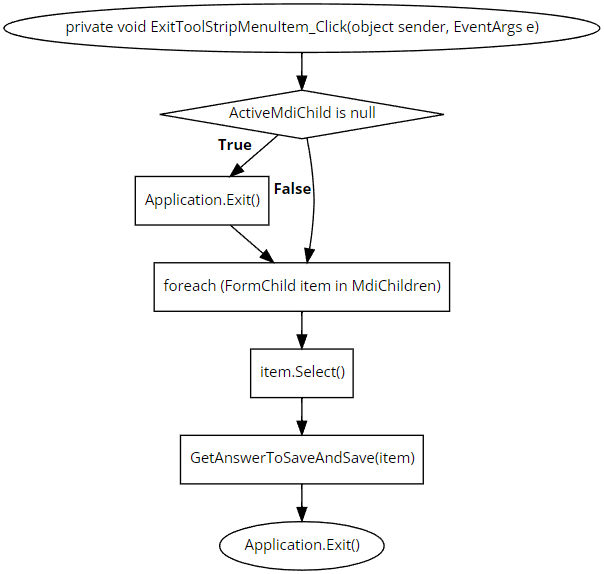 private void ExitToolStripMenuItem_Click(object sender, EventArgs e)
ActiveMdiChild is null
True
Application.Exit()
False
foreach (FormChild item in MdiChildren)
item.Select()
GetAnswerToSaveAndSave(item)
Application.Exit()